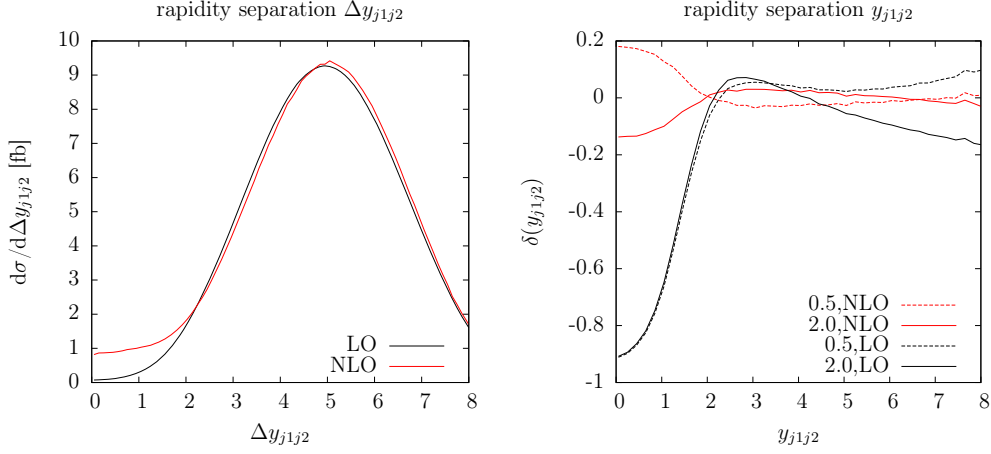 rapidity separation Δy_{j1j2}
dσ/dΔy_{j1j2} [fb]
10
9
8
7
6
5
4
3
2
1
0
LO
NLO
0 1 2 3 4 5 6 7 8
Δy_{j1j2}
rapidity separation y_{j1j2}
δ(y_{j1j2})
0.2
0
-0.2
-0.4
-0.6
-0.8
-1
0.5,NLO
2.0,NLO
0.5,LO
2.0,LO
0 1 2 3 4 5 6 7 8
y_{j1j2}